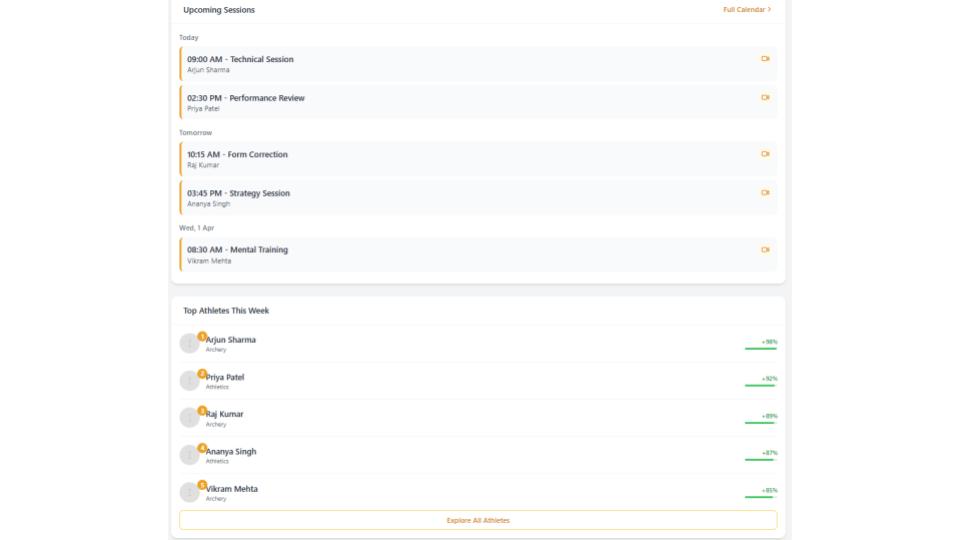 Upcoming Sessions
Full Calendar >
Today
09:00 AM - Technical Session
Arjun Sharma
02:30 PM - Performance Review
Priya Patel
Tomorrow
10:15 AM - Form Correction
Raj Kumar
03:45 PM - Strategy Session
Ananya Singh
Wed, 1 Apr
08:30 AM - Mental Training
Vikram Mehta
Top Athletes This Week
1
Arjun Sharma
Archery
+98%
2
Priya Patel
Athletics
+92%
3
Raj Kumar
Archery
+89%
4
Ananya Singh
Athletics
+87%
5
Vikram Mehta
Archery
+85%
Explore All Athletes